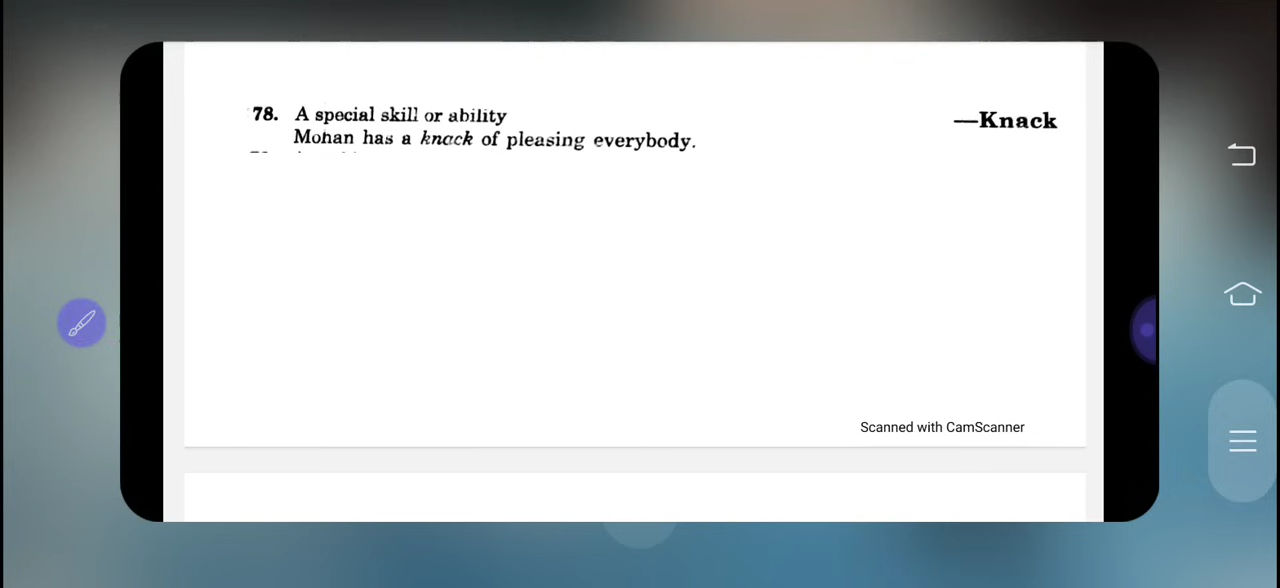 78. A special skill or ability —Knack
Mohan has a knack of pleasing everybody.
Scanned with CamScanner